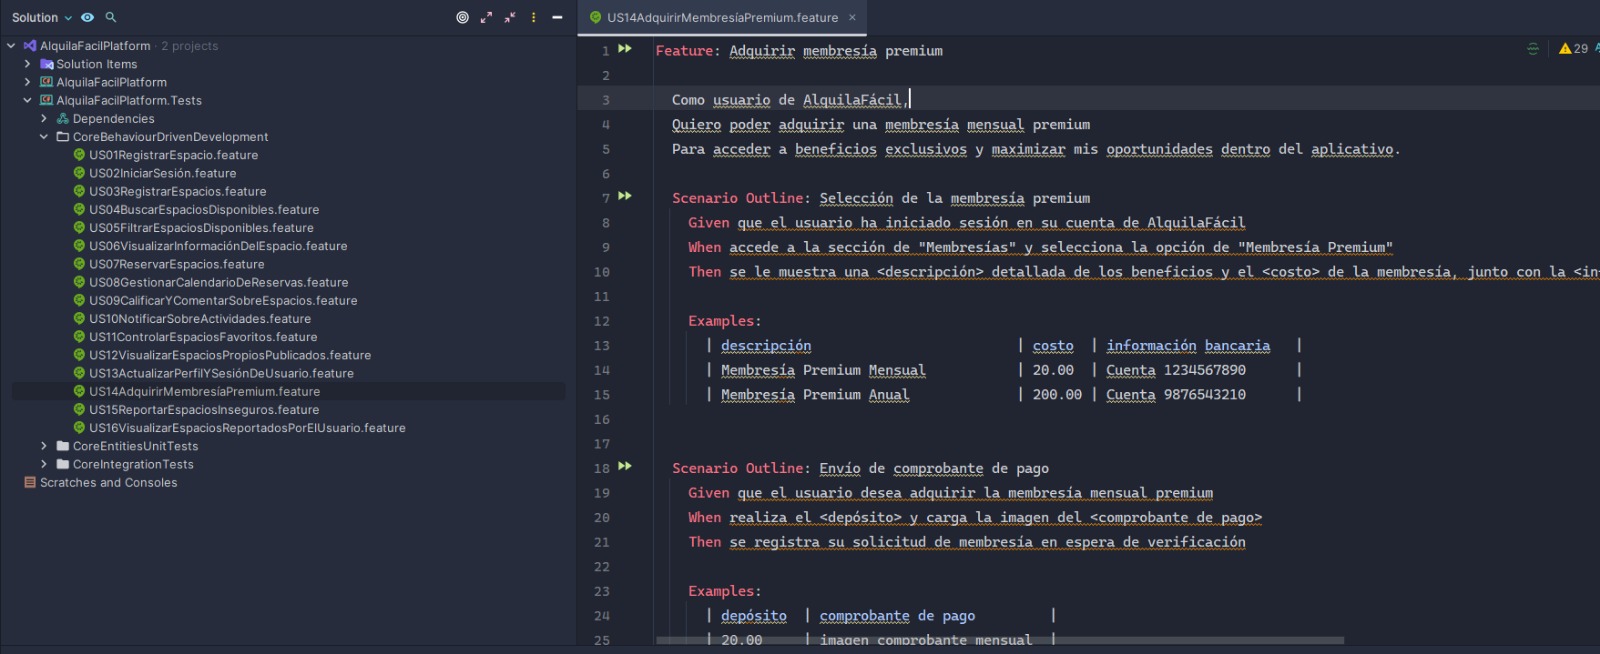 Solution
AlquilaFacilPlatform · 2 projects
Solution Items
AlquilaFacilPlatform
AlquilaFacilPlatform.Tests
Dependencies
CoreBehaviourDrivenDevelopment
US01RegistrarEspacio.feature
US02IniciarSesión.feature
US03RegistrarEspacios.feature
US04BuscarEspaciosDisponibles.feature
US05FiltrarEspaciosDisponibles.feature
US06VisualizarInformaciónDelEspacio.feature
US07ReservarEspacios.feature
US08GestionarCalendarioDeReservas.feature
US09CalificarYComentarSobreEspacios.feature
US10NotificarSobreActividades.feature
US11ControlarEspaciosFavoritos.feature
US12VisualizarEspaciosPropiosPublicados.feature
US13ActualizarPerfilYSesiónDeUsuario.feature
US14AdquirirMembresíaPremium.feature
US15ReportarEspaciosInseguros.feature
US16VisualizarEspaciosReportadosPorElUsuario.feature
CoreEntitiesUnitTests
CoreIntegrationTests
Scratches and Consoles
US14AdquirirMembresíaPremium.feature ×
29
1 Feature: Adquirir membresía premium
2
3 Como usuario de AlquilaFácil,
4 Quiero poder adquirir una membresía mensual premium
5 Para acceder a beneficios exclusivos y maximizar mis oportunidades dentro del aplicativo.
6
7 Scenario Outline: Selección de la membresía premium
8 Given que el usuario ha iniciado sesión en su cuenta de AlquilaFácil
9 When accede a la sección de "Membresías" y selecciona la opción de "Membresía Premium"
10 Then se le muestra una <descripción> detallada de los beneficios y el <costo> de la membresía, junto con la <in
11
12 Examples:
13 | descripción | costo | información bancaria |
14 | Membresía Premium Mensual | 20.00 | Cuenta 1234567890 |
15 | Membresía Premium Anual | 200.00 | Cuenta 9876543210 |
16
17
18 Scenario Outline: Envío de comprobante de pago
19 Given que el usuario desea adquirir la membresía mensual premium
20 When realiza el <depósito> y carga la imagen del <comprobante de pago>
21 Then se registra su solicitud de membresía en espera de verificación
22
23 Examples:
24 | depósito | comprobante de pago |
25 | 20.00 | imagen comprobante mensual |